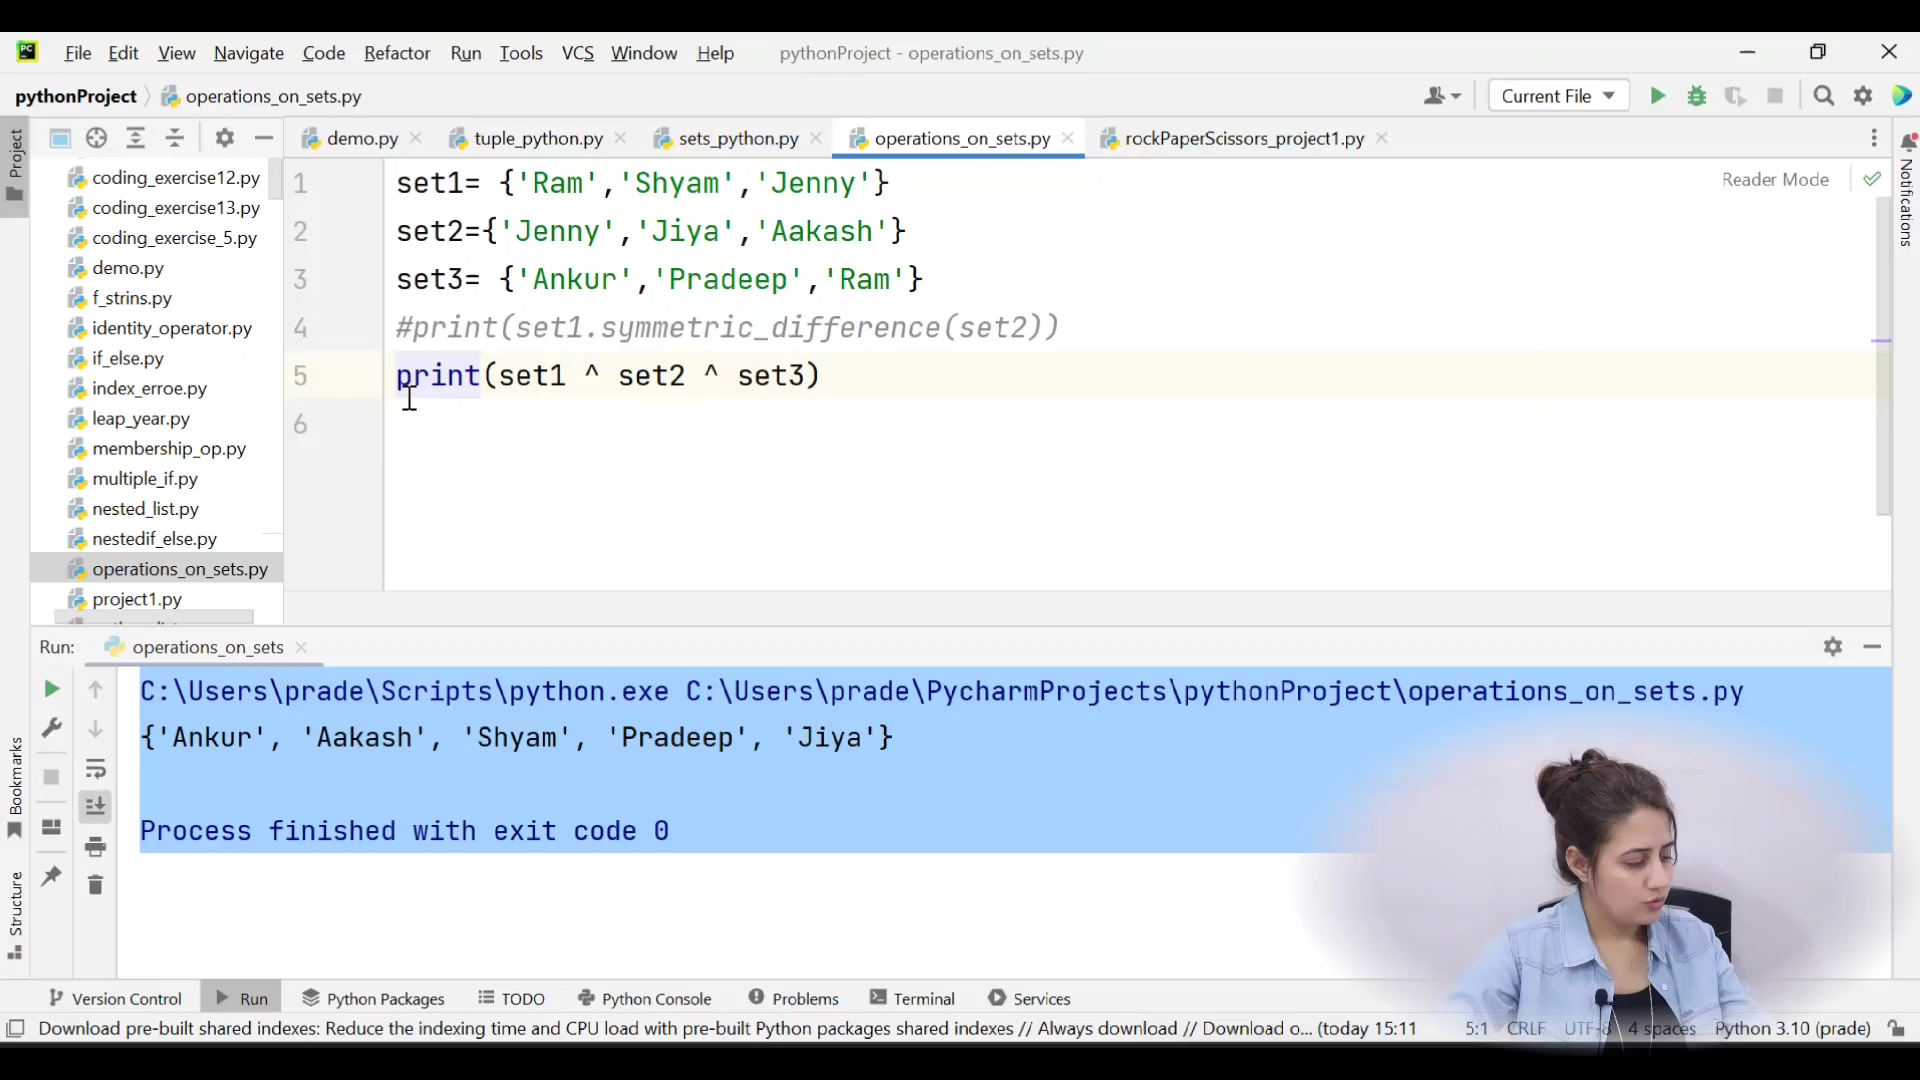 PC File Edit View Navigate Code Refactor Run Tools VCS Window Help pythonProject - operations_on_sets.py
pythonProject operations_on_sets.py Current File
Project
demo.py tuple_python.py sets_python.py operations_on_sets.py rockPaperScissors_project1.py
Notifications
coding_exercise12.py
coding_exercise13.py
coding_exercise_5.py
demo.py
f_strins.py
identity_operator.py
if_else.py
index_erroe.py
leap_year.py
membership_op.py
multiple_if.py
nested_list.py
nestedif_else.py
operations_on_sets.py
project1.py
Reader Mode
1 set1= {'Ram','Shyam','Jenny'}
2 set2={'Jenny','Jiya','Aakash'}
3 set3= {'Ankur','Pradeep','Ram'}
4 #print(set1.symmetric_difference(set2))
5 print(set1 ^ set2 ^ set3)
6
Run: operations_on_sets
C:\Users\prade\Scripts\python.exe C:\Users\prade\PycharmProjects\pythonProject\operations_on_sets.py
{'Ankur', 'Aakash', 'Shyam', 'Pradeep', 'Jiya'}
Process finished with exit code 0
Bookmarks
Structure
Version Control Run Python Packages TODO Python Console Problems Terminal Services
Download pre-built shared indexes: Reduce the indexing time and CPU load with pre-built Python packages shared indexes // Always download // Download o... (today 15:11 5:1 CRLF UTF-8 4 spaces Python 3.10 (prade)